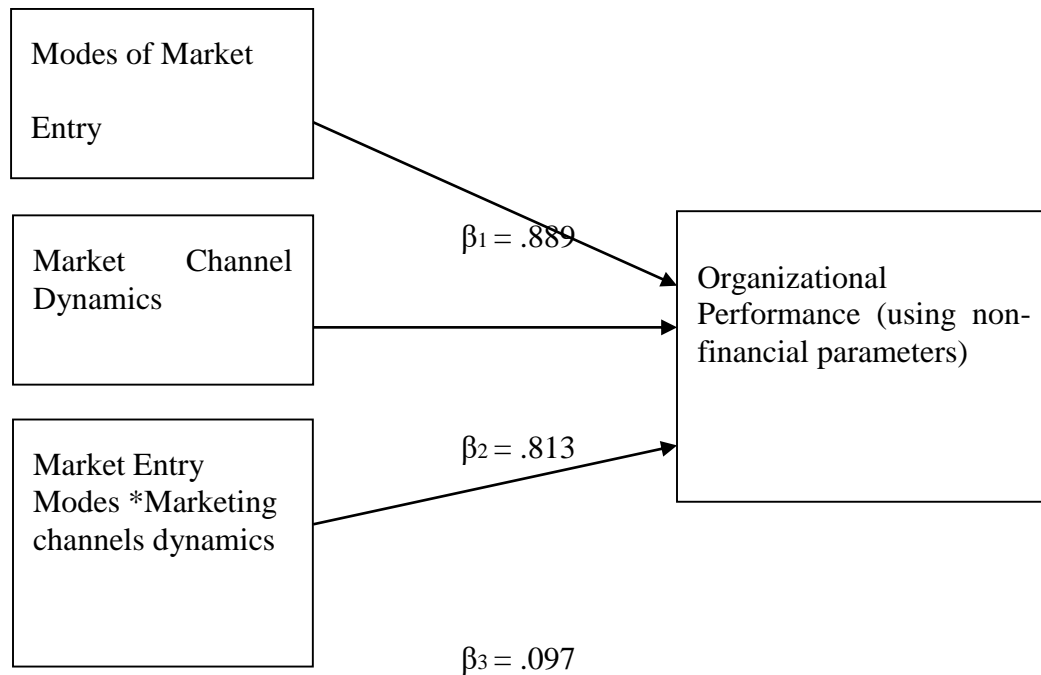 Modes of Market
Entry
β1 = .889
Market Channel
Dynamics
Organizational
Performance (using non-
financial parameters)
β2 = .813
Market Entry
Modes *Marketing
channels dynamics
β3 = .097